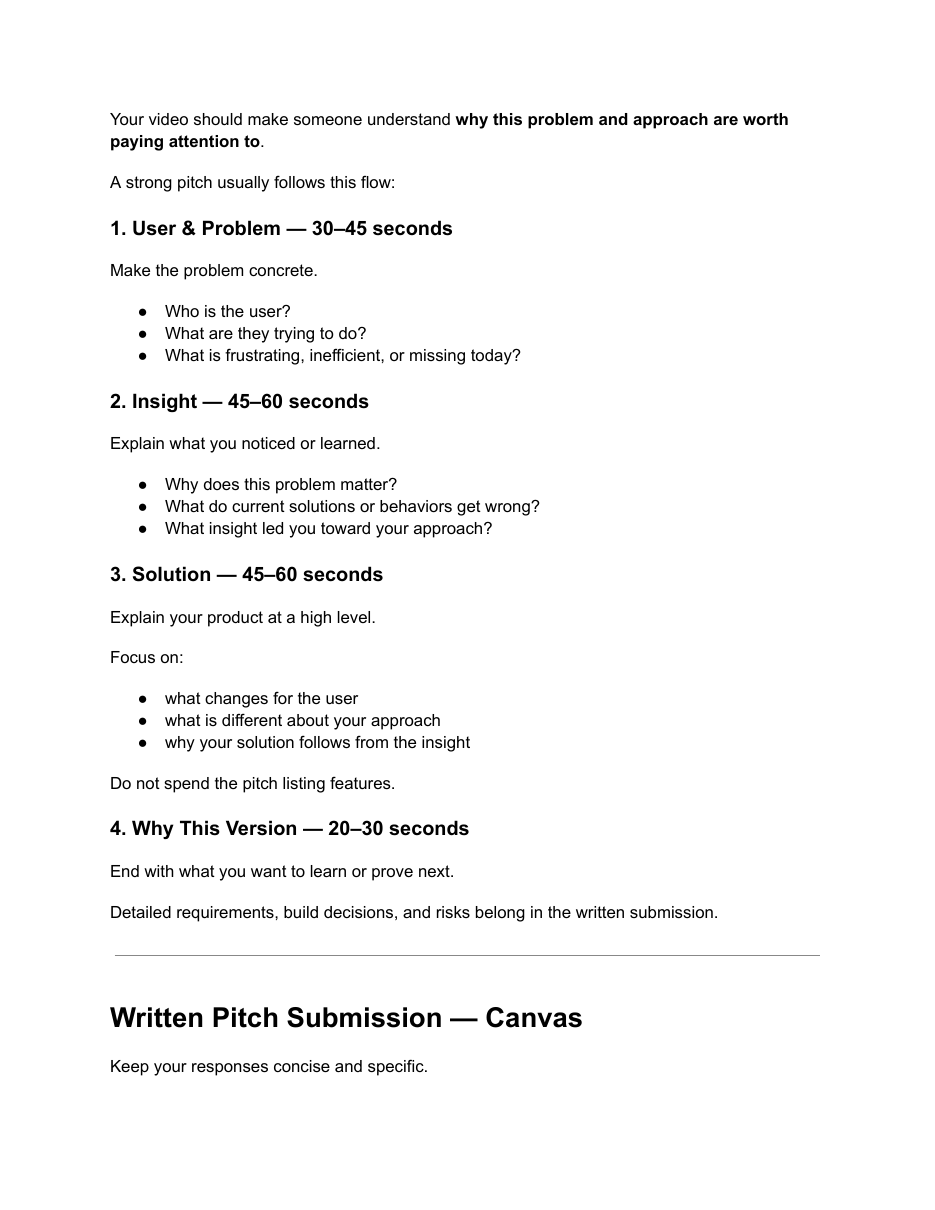 Your video should make someone understand why this problem and approach are worth
paying attention to.
A strong pitch usually follows this flow:
1. User & Problem — 30–45 seconds
Make the problem concrete.
● Who is the user?
● What are they trying to do?
● What is frustrating, inefficient, or missing today?
2. Insight — 45–60 seconds
Explain what you noticed or learned.
● Why does this problem matter?
● What do current solutions or behaviors get wrong?
● What insight led you toward your approach?
3. Solution — 45–60 seconds
Explain your product at a high level.
Focus on:
● what changes for the user
● what is different about your approach
● why your solution follows from the insight
Do not spend the pitch listing features.
4. Why This Version — 20–30 seconds
End with what you want to learn or prove next.
Detailed requirements, build decisions, and risks belong in the written submission.
Written Pitch Submission — Canvas
Keep your responses concise and specific.